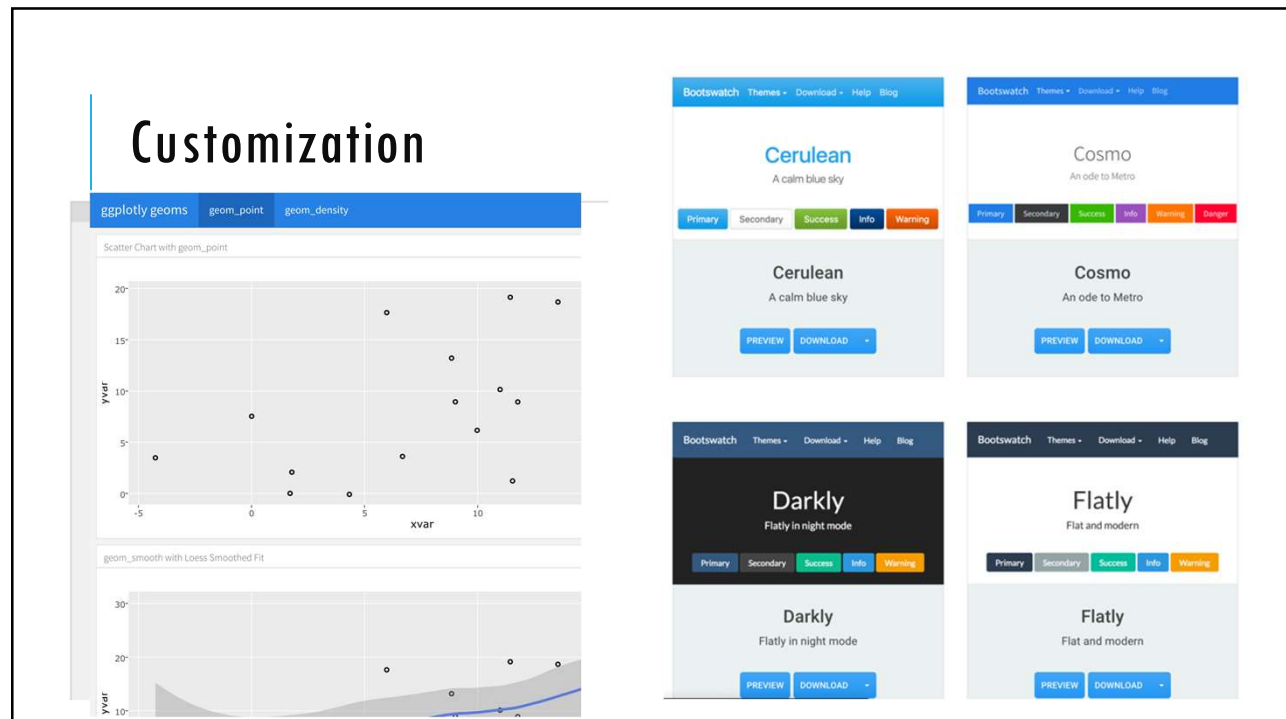 Customization
ggplotly geoms geom_point geom_density
Scatter Chart with geom_point
20
15
10
5
0
yvar
-5 0 5 10
xvar
geom_smooth with Loess Smoothed Fit
30
20
10
yvar
Bootswatch Themes Download Help Blog
Cerulean
A calm blue sky
Primary Secondary Success Info Warning
Cerulean
A calm blue sky
PREVIEW DOWNLOAD
Bootswatch Themes Download Help Blog
Cosmo
An ode to Metro
Primary Secondary Success Info Warning Danger
Cosmo
An ode to Metro
PREVIEW DOWNLOAD
Bootswatch Themes Download Help Blog
Darkly
Flatly in night mode
Primary Secondary Success Info Warning
Darkly
Flatly in night mode
PREVIEW DOWNLOAD
Bootswatch Themes Download Help Blog
Flatly
Flat and modern
Primary Secondary Success Info Warning
Flatly
Flat and modern
PREVIEW DOWNLOAD